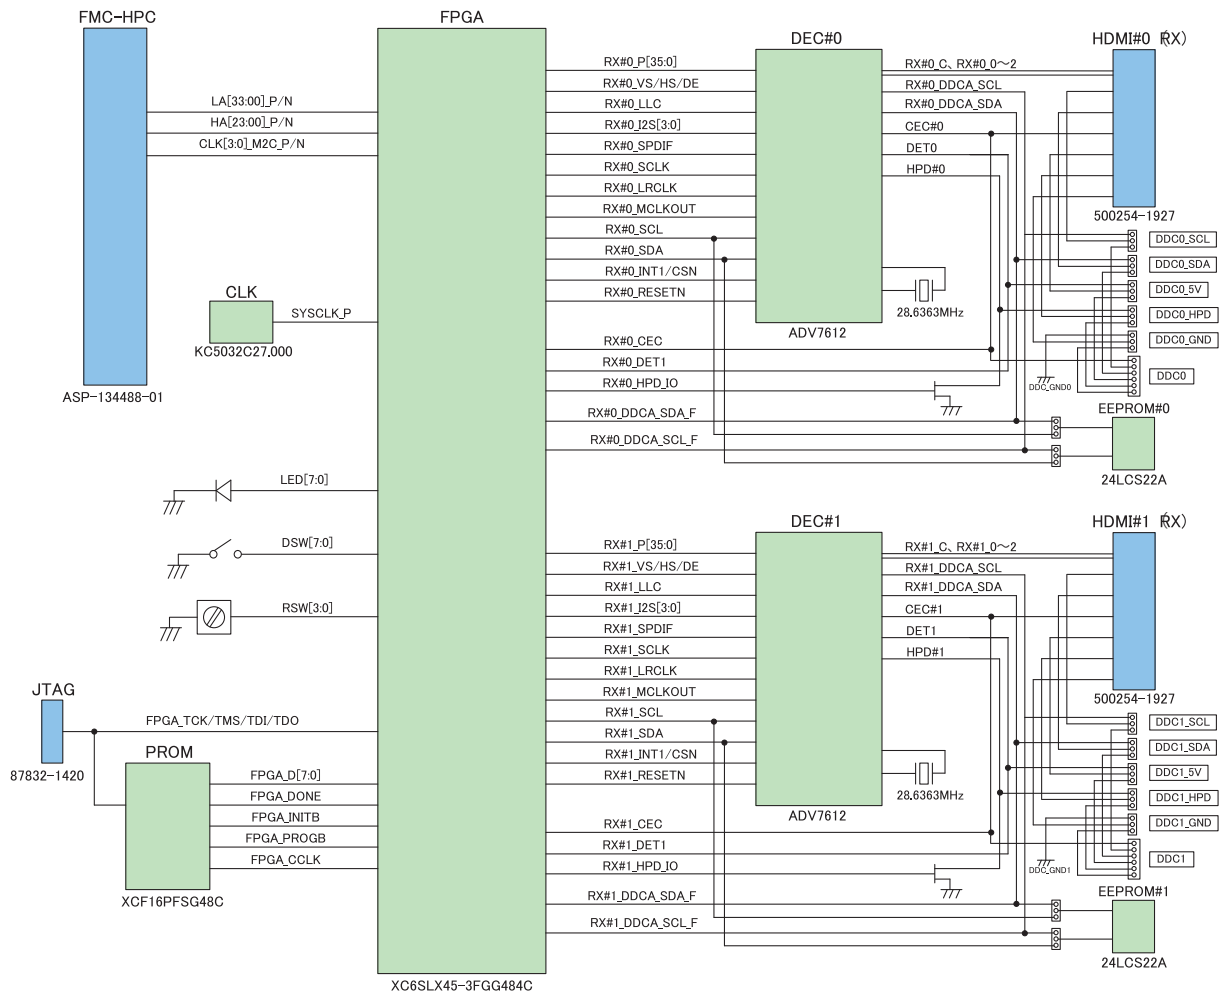 FMC-HPC
FPGA
LA[33:00]_P/N
HA[23:00]_P/N
CLK[3:0]_M2C_P/N
ASP-134488-01
CLK
SYSCLK_P
KC5032C27.000
LED[7:0]
DSW[7:0]
RSW[3:0]
JTAG
FPGA_TCK/TMS/TDI/TDO
87832-1420
PROM
FPGA_D[7:0]
FPGA_DONE
FPGA_INITB
FPGA_PROGB
FPGA_CCLK
XCF16PFSG48C
XC6SLX45-3FGG484C
DEC#0
HDMI#0 (RX)
RX#0_P[35:0]
RX#0_VS/HS/DE
RX#0_LLC
RX#0_I2S[3:0]
RX#0_SPDIF
RX#0_SCLK
RX#0_LRCLK
RX#0_MCLKOUT
RX#0_SCL
RX#0_SDA
RX#0_INT1/CSN
RX#0_RESETN
RX#0_CEC
RX#0_DET1
RX#0_HPD_IO
RX#0_DDCA_SDA_F
RX#0_DDCA_SCL_F
RX#0_C、RX#0_0～2
RX#0_DDCA_SCL
RX#0_DDCA_SDA
CEC#0
DET0
HPD#0
28.6363MHz
ADV7612
500254-1927
DDC0_SCL
DDC0_SDA
DDC0_5V
DDC0_HPD
DDC0_GND
DDC0
DDC_GND0
EEPROM#0
24LCS22A
DEC#1
HDMI#1 (RX)
RX#1_P[35:0]
RX#1_VS/HS/DE
RX#1_LLC
RX#1_I2S[3:0]
RX#1_SPDIF
RX#1_SCLK
RX#1_LRCLK
RX#1_MCLKOUT
RX#1_SCL
RX#1_SDA
RX#1_INT1/CSN
RX#1_RESETN
RX#1_CEC
RX#1_DET1
RX#1_HPD_IO
RX#1_DDCA_SDA_F
RX#1_DDCA_SCL_F
RX#1_C、RX#1_0～2
RX#1_DDCA_SCL
RX#1_DDCA_SDA
CEC#1
DET1
HPD#1
28.6363MHz
ADV7612
500254-1927
DDC1_SCL
DDC1_SDA
DDC1_5V
DDC1_HPD
DDC1_GND
DDC1
DDC_GND1
EEPROM#1
24LCS22A